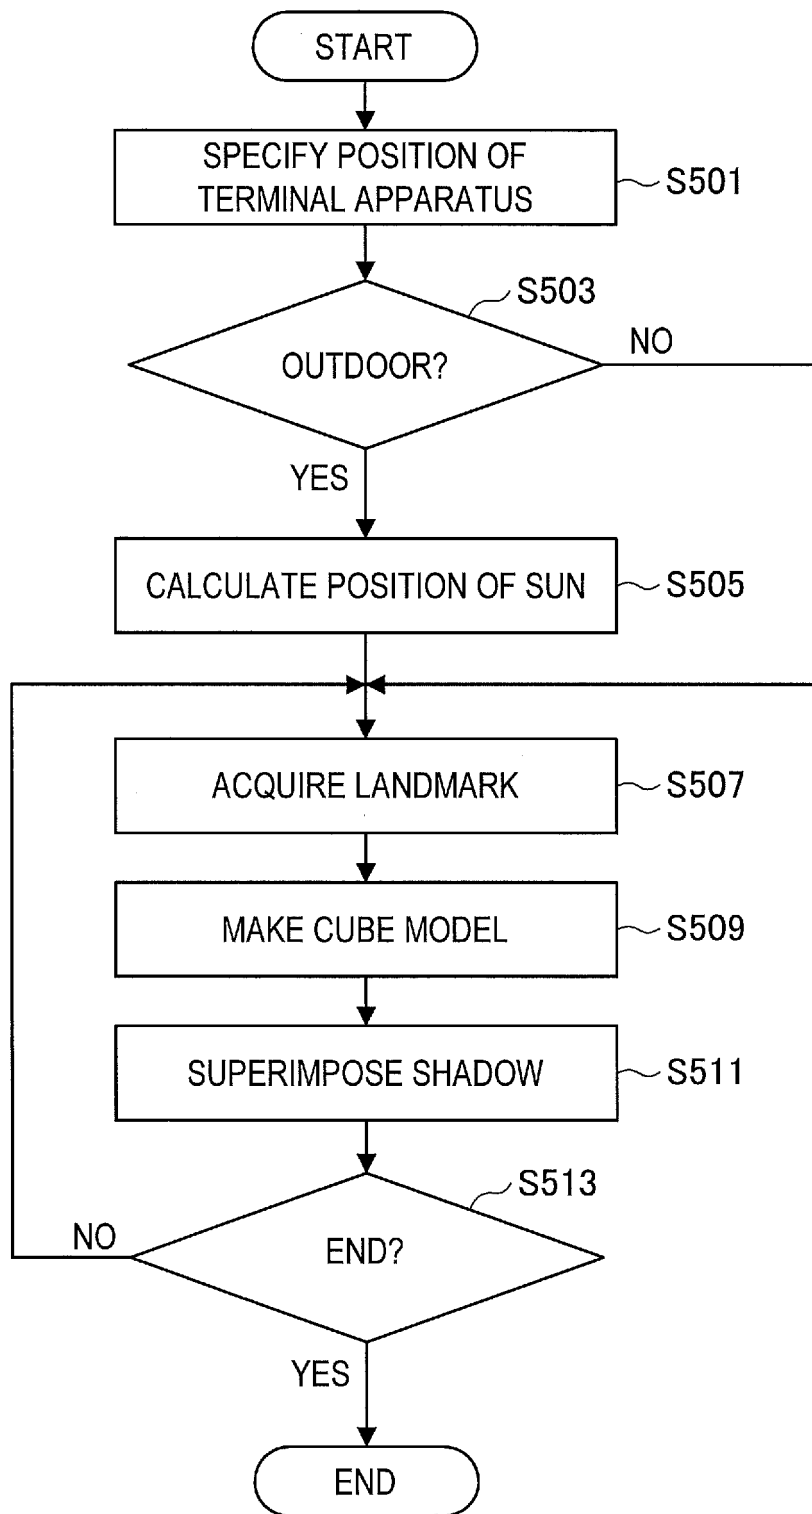 START
SPECIFY POSITION OF
TERMINAL APPARATUS
S501
S503
OUTDOOR?
NO
YES
CALCULATE POSITION OF SUN
S505
ACQUIRE LANDMARK
S507
MAKE CUBE MODEL
S509
SUPERIMPOSE SHADOW
S511
S513
END?
NO
YES
END